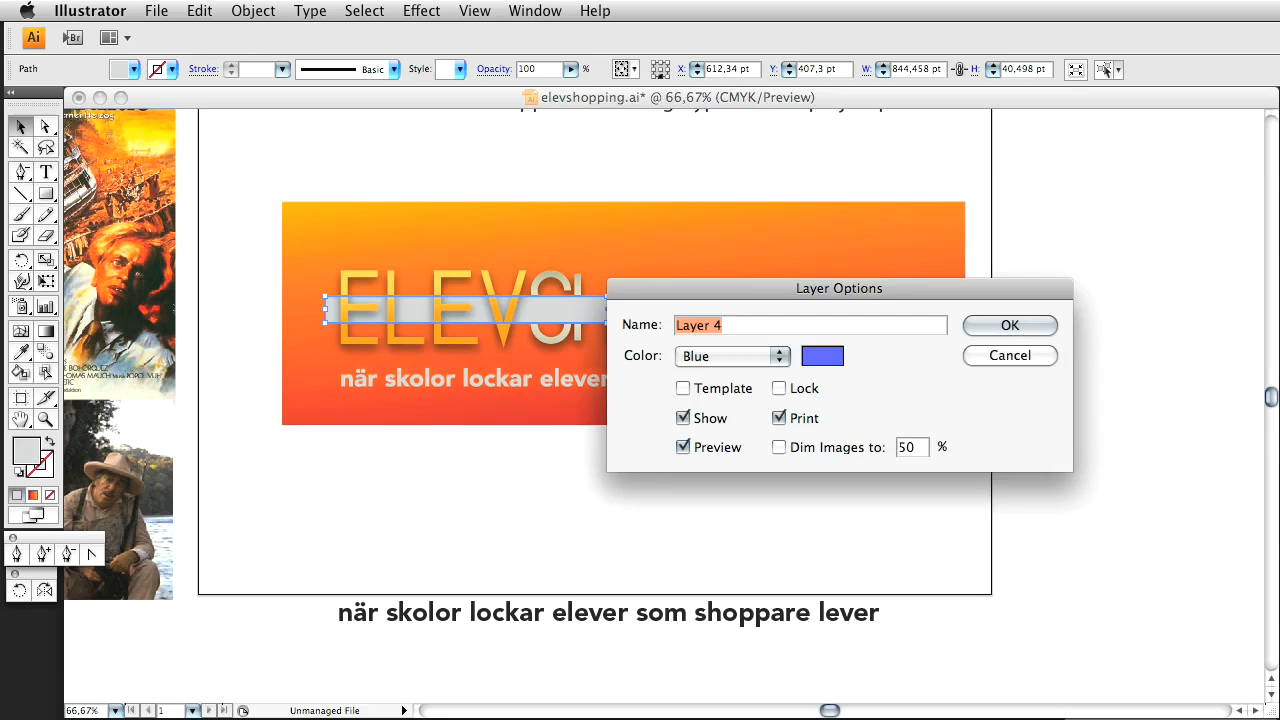 Illustrator File Edit Object Type Select Effect View Window Help
Ai Br
Path Stroke: Basic Style: Opacity: 100 % X: 612,34 pt Y: 407,3 pt W: 844,458 pt H: 40,498 pt
elevshopping.ai* @ 66,67% (CMYK/Preview)
ELEV
när skolor lockar elever
Layer Options
Name: Layer 4 OK
Color: Blue Cancel
Template Lock
Show Print
Preview Dim Images to: 50 %
när skolor lockar elever som shoppare lever
66,67% 1 Unmanaged File